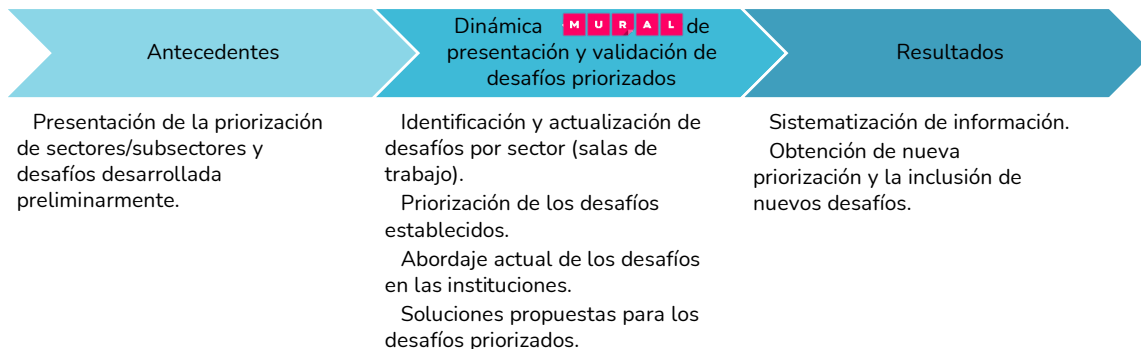 Antecedentes
Dinámica MURAL de
presentación y validación de
desafíos priorizados
Resultados
Presentación de la priorización
de sectores/subsectores y
desafíos desarrollada
preliminarmente.
Identificación y actualización de
desafíos por sector (salas de
trabajo).
Priorización de los desafíos
establecidos.
Abordaje actual de los desafíos
en las instituciones.
Soluciones propuestas para los
desafíos priorizados.
Sistematización de información.
Obtención de nueva
priorización y la inclusión de
nuevos desafíos.